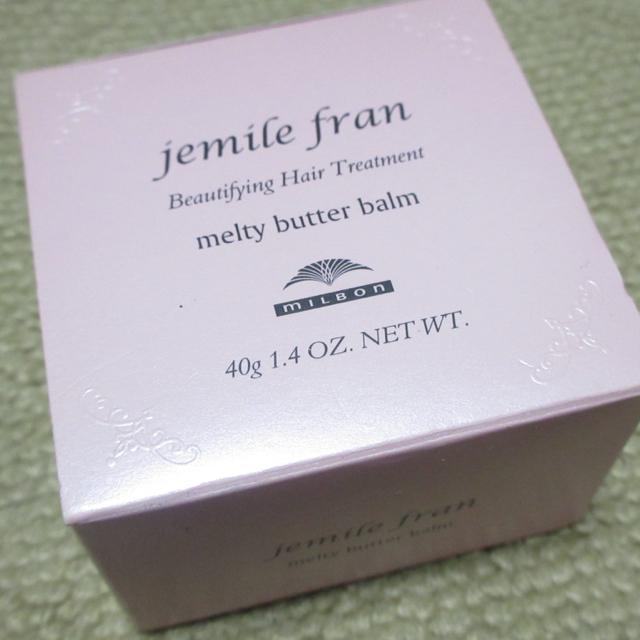 jemile fran
Beautifying Hair Treatment
melty butter balm
milbon
40g 1.4 OZ. NET WT.
jemile fran
melty butter balm